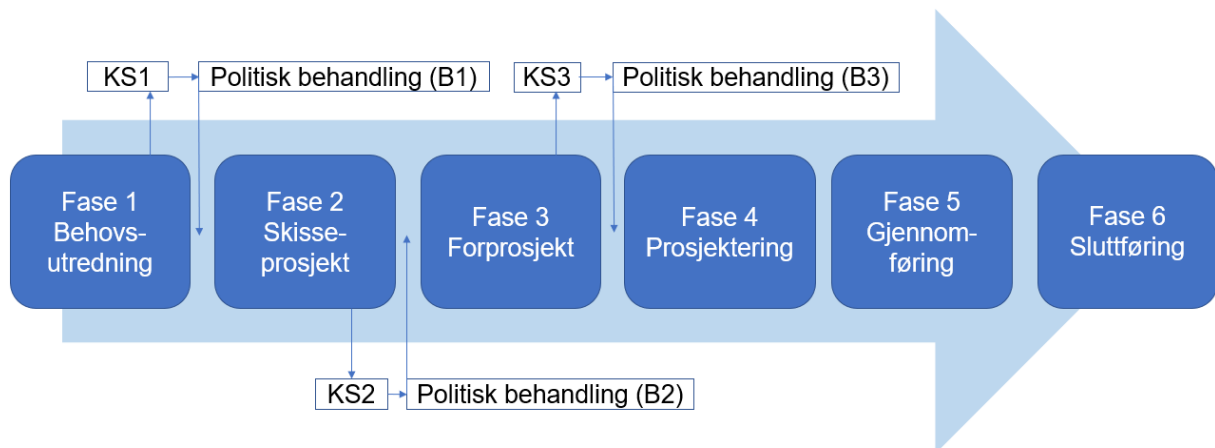 KS1
Politisk behandling (B1)
KS3
Politisk behandling (B3)
Fase 1
Behovs-
utredning
Fase 2
Skisse-
prosjekt
Fase 3
Forprosjekt
Fase 4
Prosjektering
Fase 5
Gjennom-
føring
Fase 6
Sluttføring
KS2
Politisk behandling (B2)